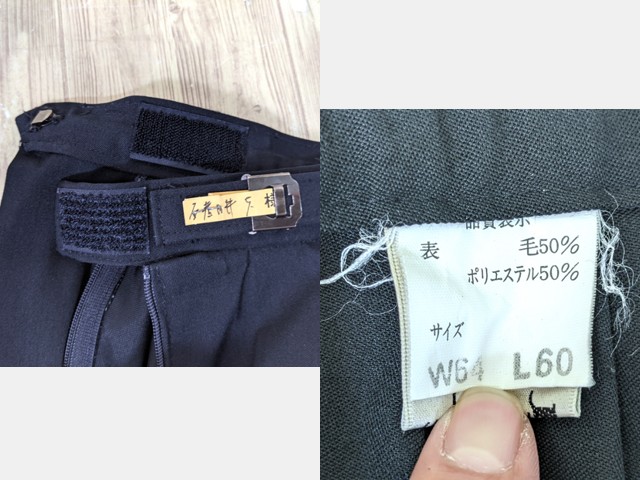 様
品質表示
表 毛50%
ポリエステル50%
サイズ
W64 L60